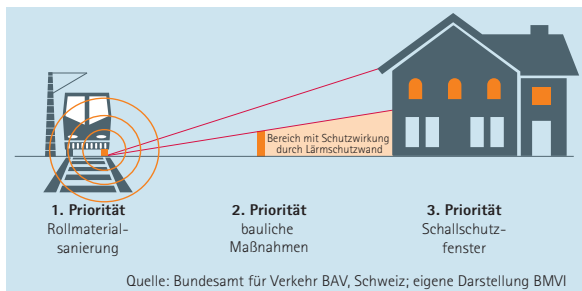 Bereich mit Schutzwirkung
durch Lärmschutzwand
1. Priorität
Rollmaterial-
sanierung
2. Priorität
bauliche
Maßnahmen
3. Priorität
Schallschutz-
fenster
Quelle: Bundesamt für Verkehr BAV, Schweiz; eigene Darstellung BMVI